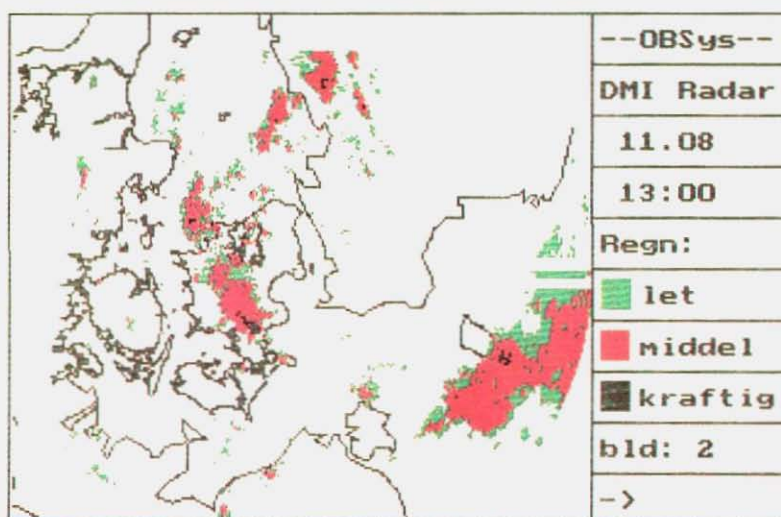 --OBSys--
DMI Radar
11.08
13:00
Regn:
let
middel
kraftig
bld: 2
->